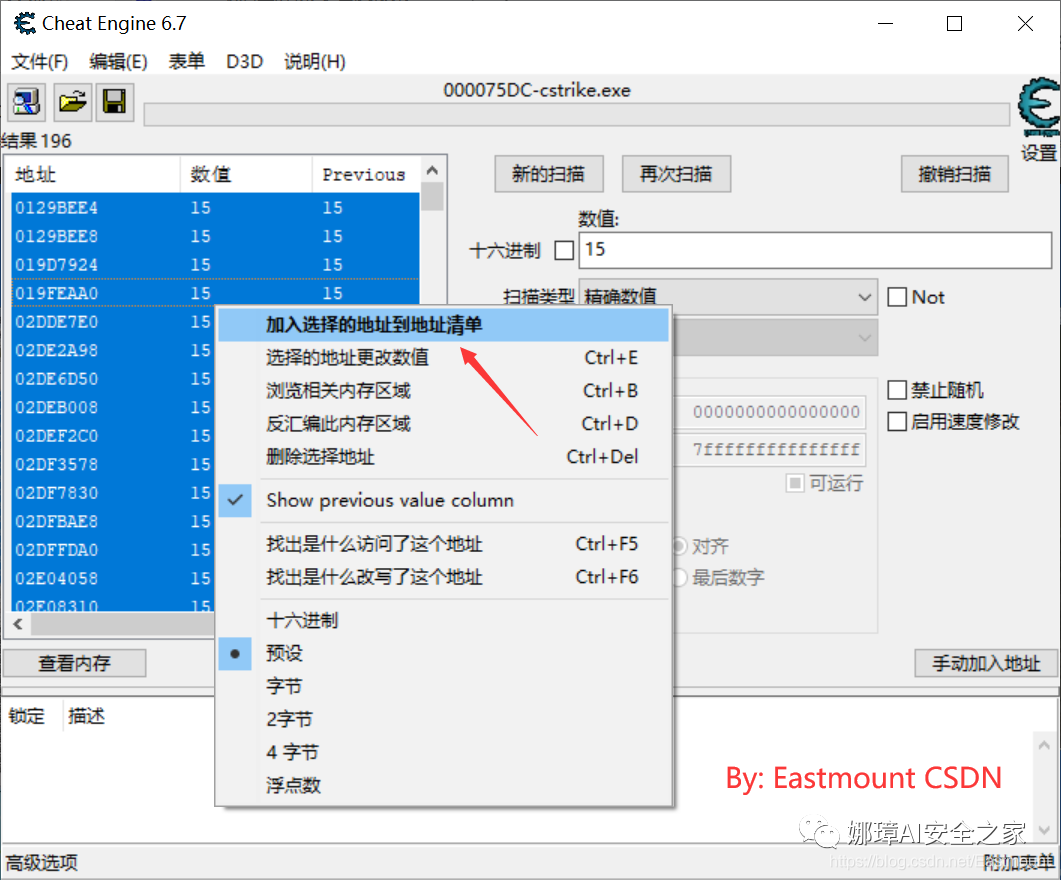 Cheat Engine 6.7
文件(F) 编辑(E) 表单 D3D 说明(H)
000075DC-cstrike.exe
设置
结果 196
地址 数值 Previous
0129BEE4 15 15
0129BEE8 15 15
019D7924 15 15
019FEAA0 15 15
02DDE7E0 15
02DE2A98 15
02DE6D50 15
02DEB008 15
02DEF2C0 15
02DF3578 15
02DF7830 15
02DFBAE8 15
02DFFDA0 15
02E04058 15
02E08310 15
新的扫描 再次扫描 撤销扫描
数值:
十六进制 15
扫描类型 精确数值 Not
加入选择的地址到地址清单
选择的地址更改数值 Ctrl+E
浏览相关内存区域 Ctrl+B
反汇编此内存区域 Ctrl+D
删除选择地址 Ctrl+Del
Show previous value column
找出是什么访问了这个地址 Ctrl+F5
找出是什么改写了这个地址 Ctrl+F6
十六进制
预设
字节
2字节
4 字节
浮点数
禁止随机
0000000000000000
启用速度修改
7fffffffffffffff
可运行
对齐
最后数字
查看内存 手动加入地址
锁定 描述
By: Eastmount CSDN
娜璋AI安全之家
高级选项 附加表单